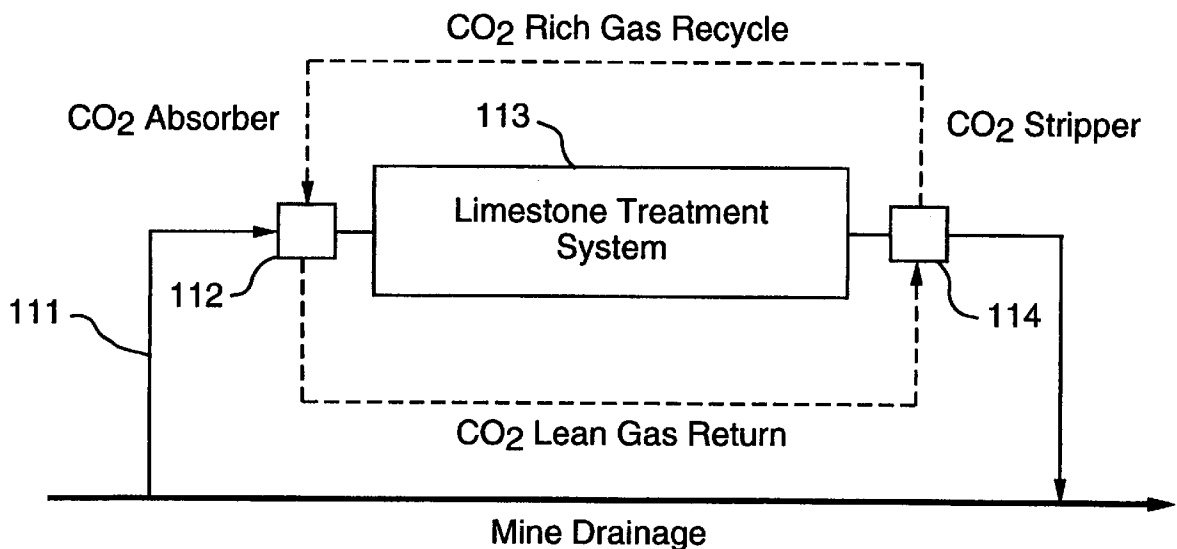 CO2 Rich Gas Recycle
CO2 Absorber
113
CO2 Stripper
Limestone Treatment
System
112
111
114
CO2 Lean Gas Return
Mine Drainage